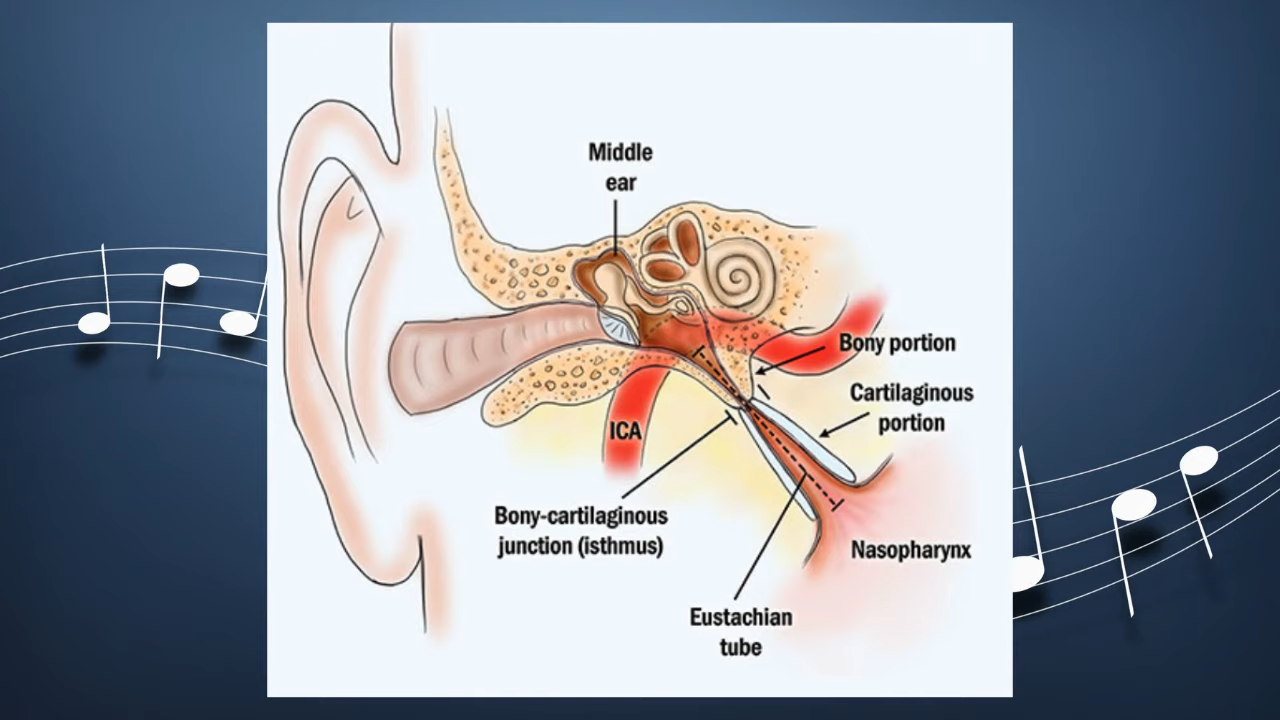 Middle
ear
Bony portion
Cartilaginous
portion
ICA
Bony-cartilaginous
junction (isthmus)
Nasopharynx
Eustachian
tube